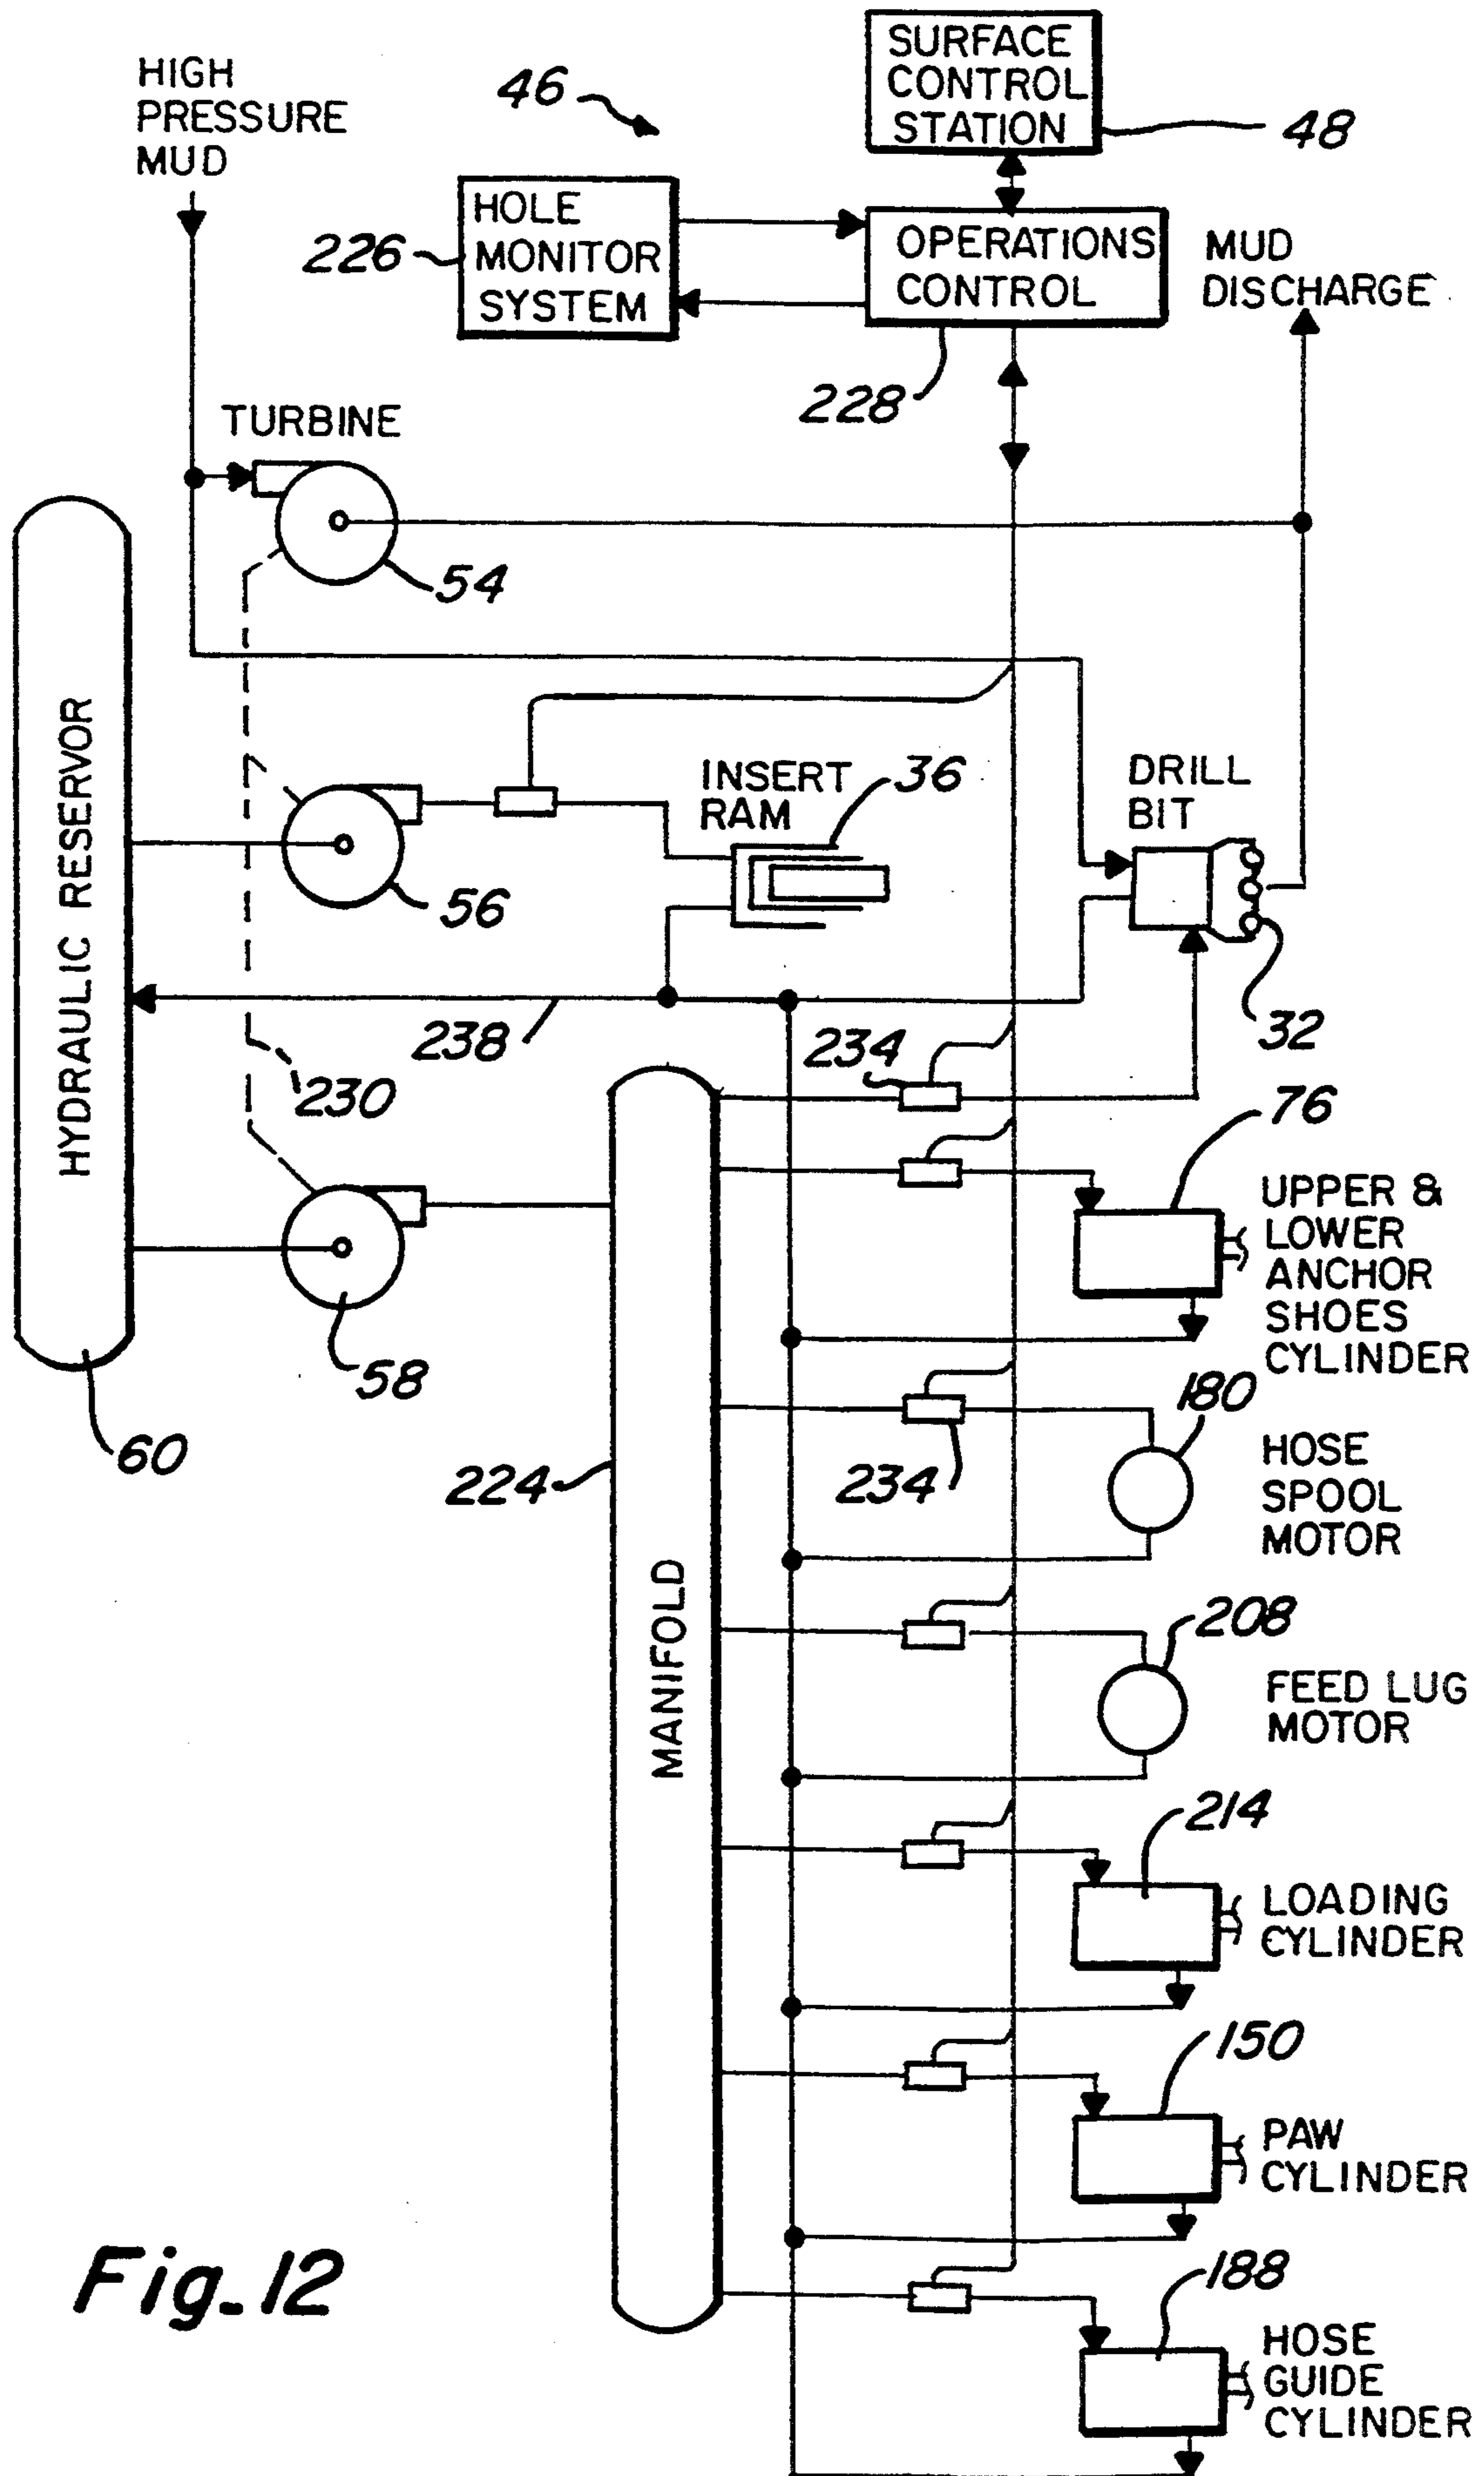 HIGH
PRESSURE
MUD
46
SURFACE
CONTROL
STATION
48
HOLE
MONITOR
SYSTEM
226
OPERATIONS
CONTROL
228
MUD
DISCHARGE
TURBINE
54
HYDRAULIC RESERVOR
INSERT
RAM
36
DRILL
BIT
56
32
238
234
230
76
UPPER &
LOWER
ANCHOR
SHOES
CYLINDER
58
60
224
234
180
HOSE
SPOOL
MOTOR
MANIFOLD
208
FEED LUG
MOTOR
214
LOADING
CYLINDER
150
PAW
CYLINDER
188
HOSE
GUIDE
CYLINDER
Fig. 12